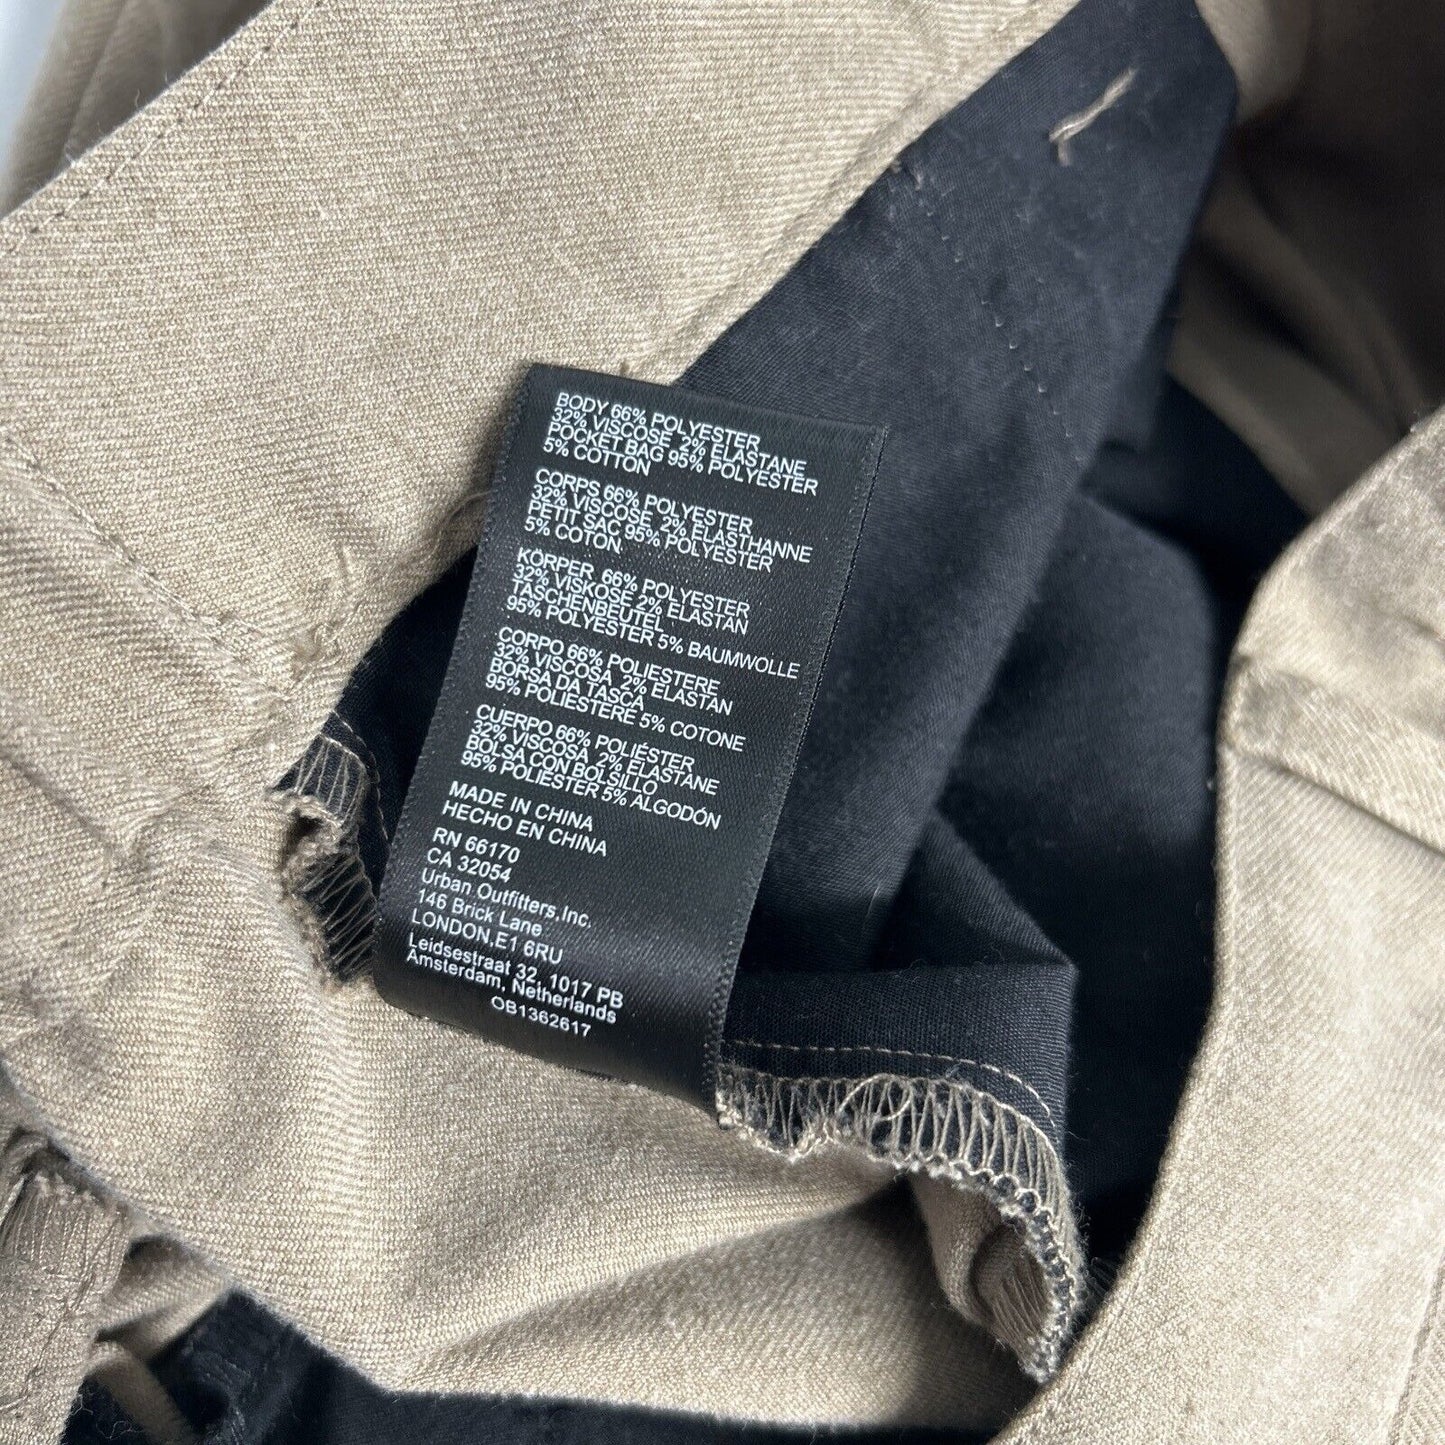 BODY 66% POLYESTER
32% VISCOSE 2% ELASTANE
POCKET BAG 95% POLYESTER
5% COTTON
CORPS 66% POLYESTER
32% VISCOSE 2% ELASTHANNE
PETIT SAC 95% POLYESTER
5% COTON
KÖRPER 66% POLYESTER
32% VISKOSE 2% ELASTAN
TASCHENBEUTEL
95% POLYESTER 5% BAUMWOLLE
CORPO 66% POLIESTERE
32% VISCOSA 2% ELASTAN
BORSA DA TASCA
95% POLIESTERE 5% COTONE
CUERPO 66% POLIÉSTER
32% VISCOSA 2% ELASTANE
BOLSA CON BOLSILLO
95% POLIESTER 5% ALGODÓN
MADE IN CHINA
HECHO EN CHINA
RN 66170
CA 32054
Urban Outfitters,Inc.
146 Brick Lane
LONDON,E1 6RU
Leidsestraat 32, 1017 PB
Amsterdam, Netherlands
OB1362617